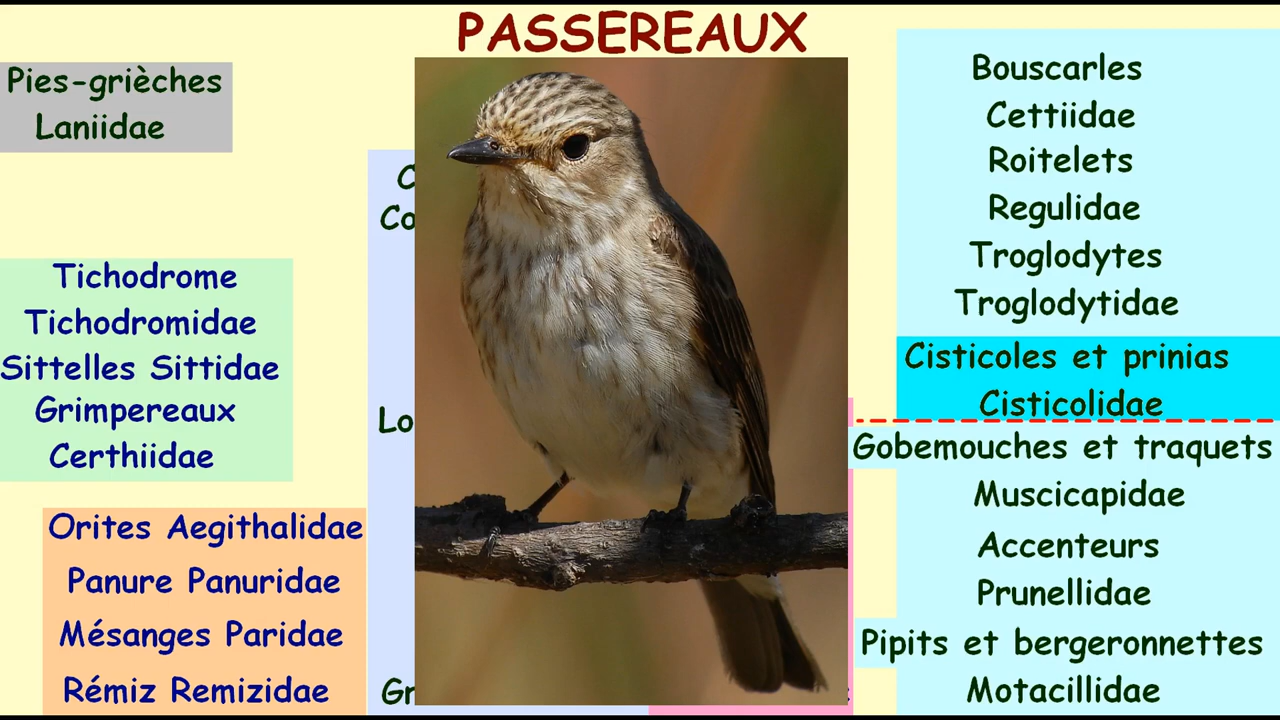 PASSEREAUX
Pies-grièches
Laniidae
Tichodrome
Tichodromidae
Sittelles Sittidae
Grimpereaux
Certhiidae
Orites Aegithalidae
Panure Panuridae
Mésanges Paridae
Rémiz Remizidae
Bouscarles
Cettiidae
Roitelets
Regulidae
Troglodytes
Troglodytidae
Cisticoles et prinias
Cisticolidae
Gobemouches et traquets
Muscicapidae
Accenteurs
Prunellidae
Pipits et bergeronnettes
Motacillidae